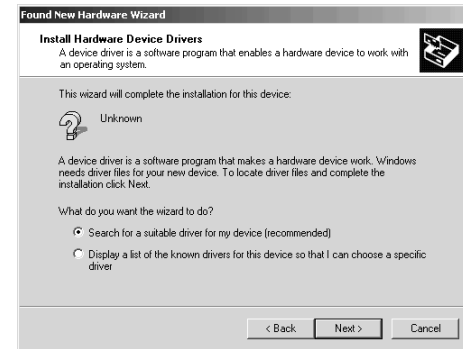 Found New Hardware Wizard
Install Hardware Device Drivers
A device driver is a software program that enables a hardware device to work with
an operating system.
This wizard will complete the installation for this device:
Unknown
A device driver is a software program that makes a hardware device work. Windows
needs driver files for your new device. To locate driver files and complete the
installation click Next.
What do you want the wizard to do?
Search for a suitable driver for my device (recommended)
Display a list of the known drivers for this device so that I can choose a specific
driver
< Back Next > Cancel